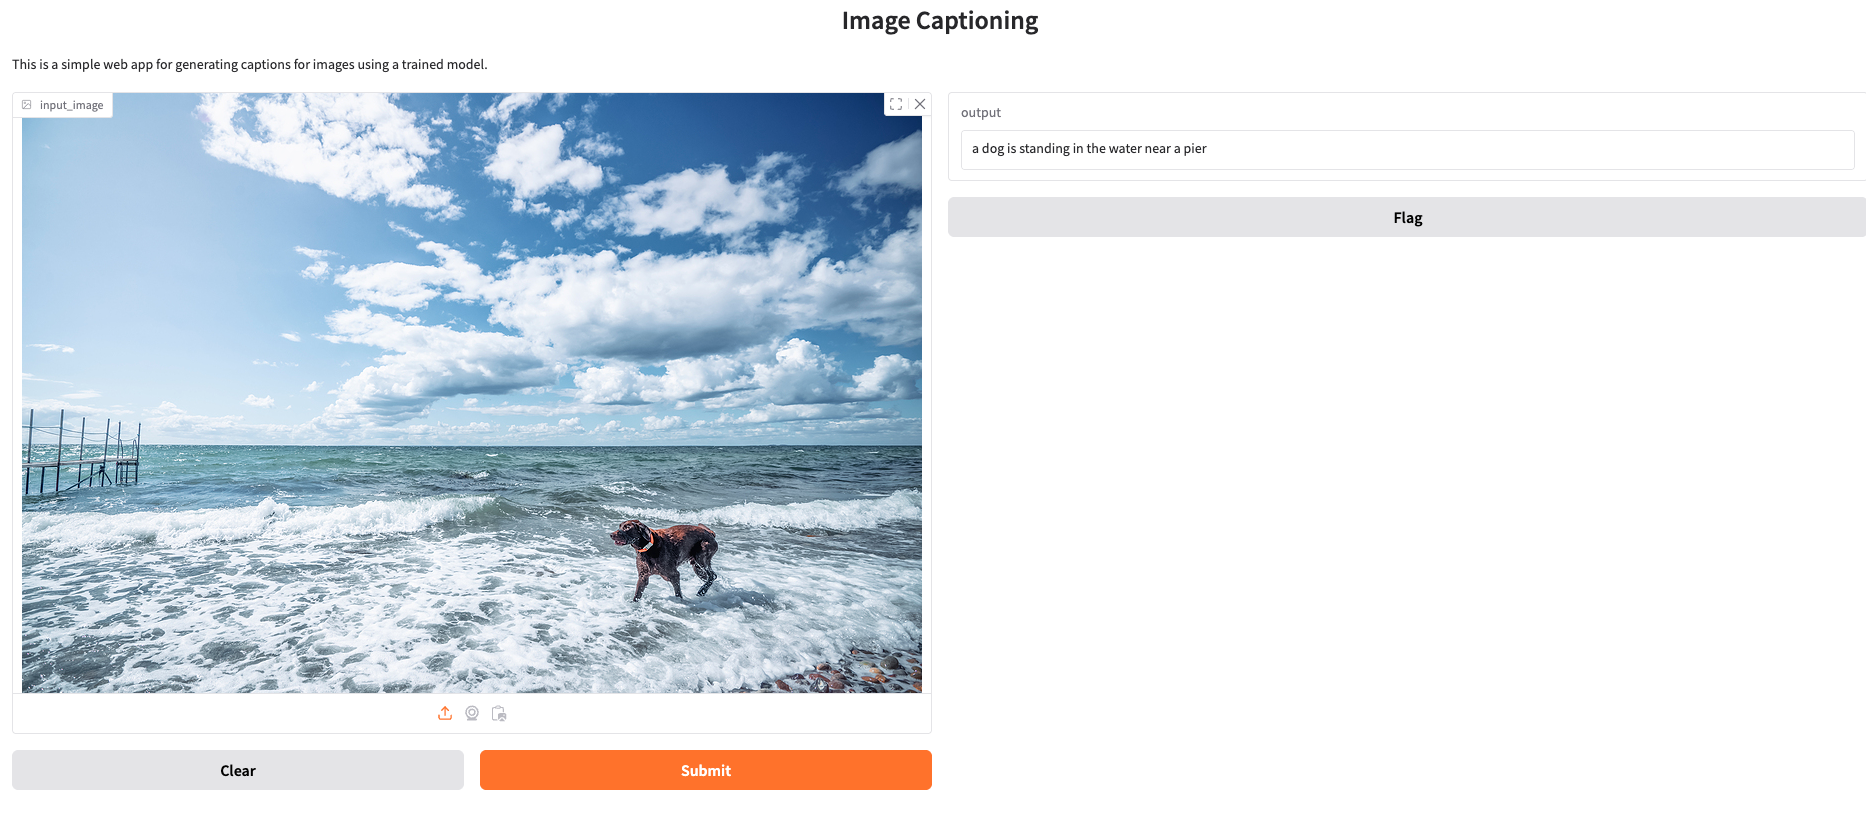 Image Captioning
This is a simple web app for generating captions for images using a trained model.
input_image
output
a dog is standing in the water near a pier
Flag
Clear
Submit